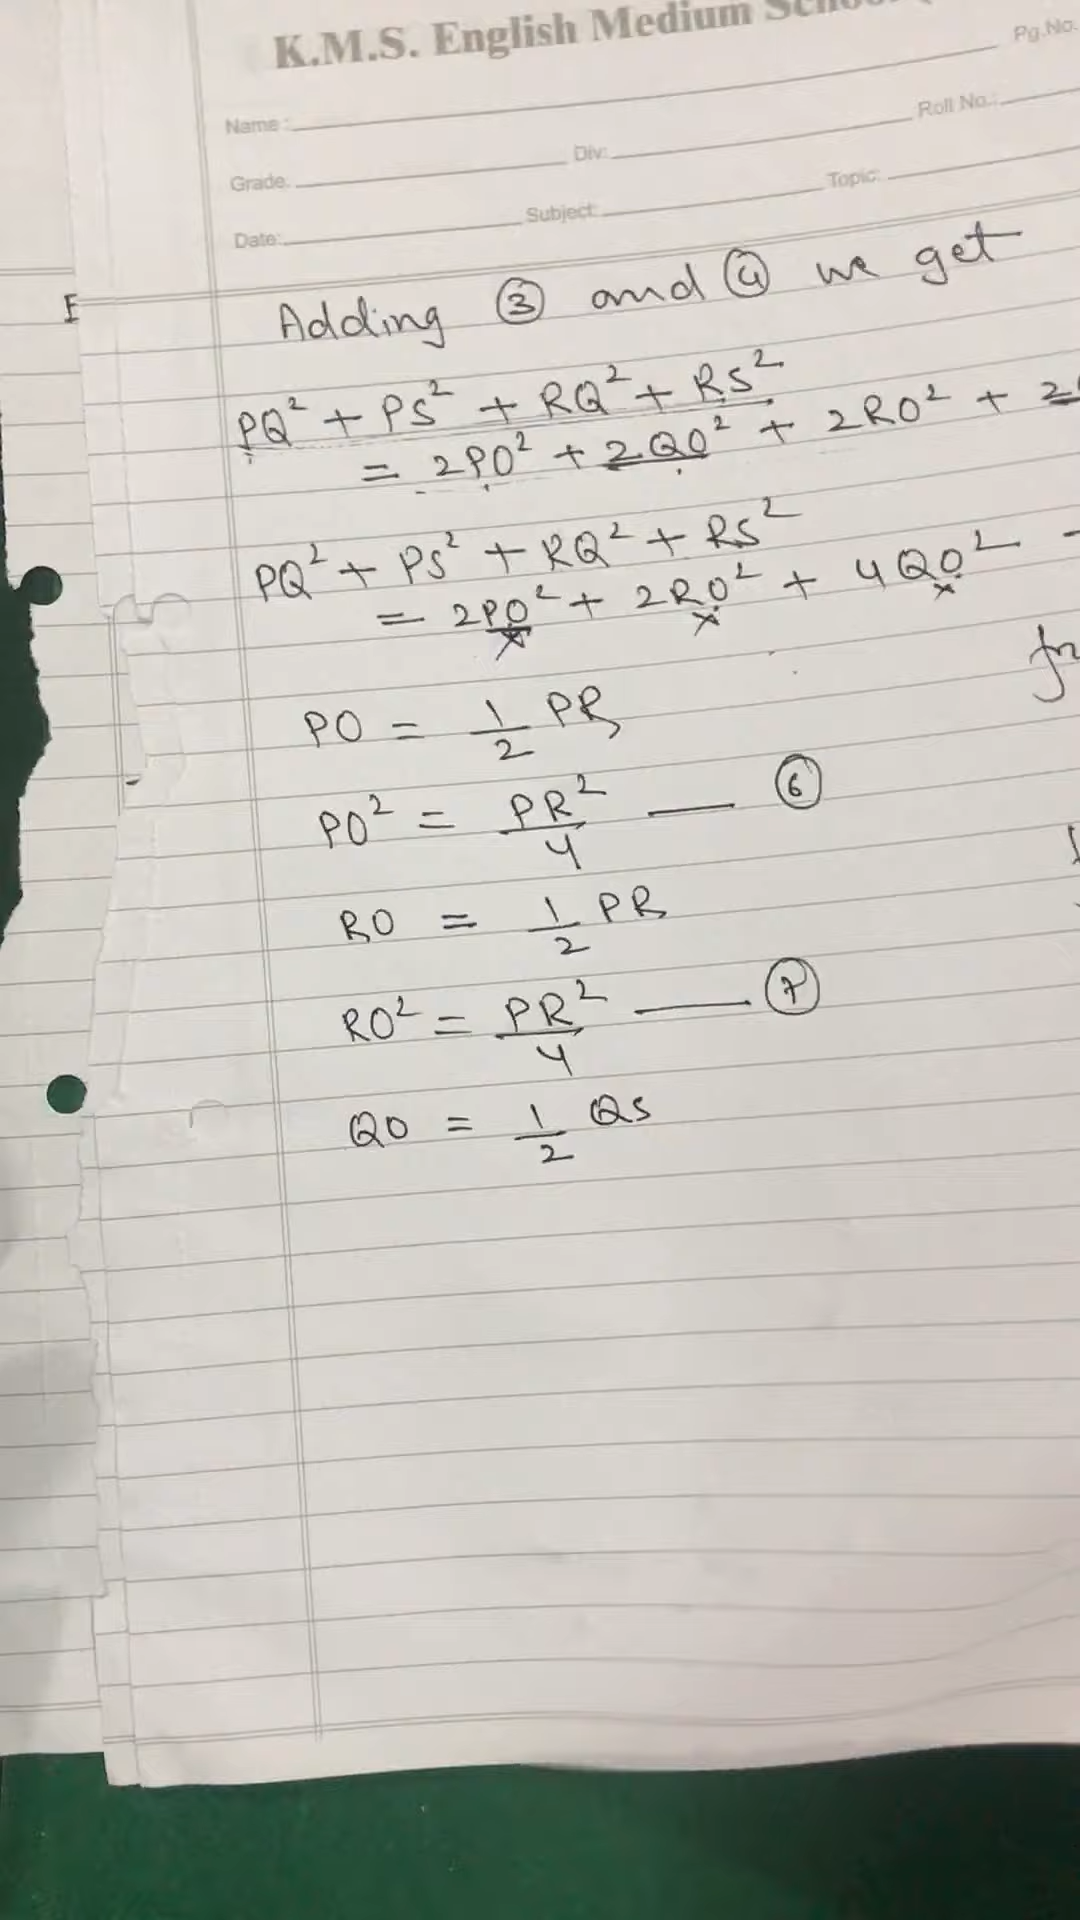 K.M.S. English Medium School
Pg.No.
Name :
Roll No.:
Grade.
Div:
Date:
Subject:
Topic:
Adding ③ and ④ we get
PQ² + PS² + RQ² + RS²
= 2PO² + 2QO² + 2RO² + 2
PQ² + PS² + RQ² + RS²
= 2PO² + 2RO² + 4QO² -
PO = 1/2 PR
PO² = PR²/4 — ⑥
RO = 1/2 PR
RO² = PR²/4 — ⑦
QO = 1/2 QS